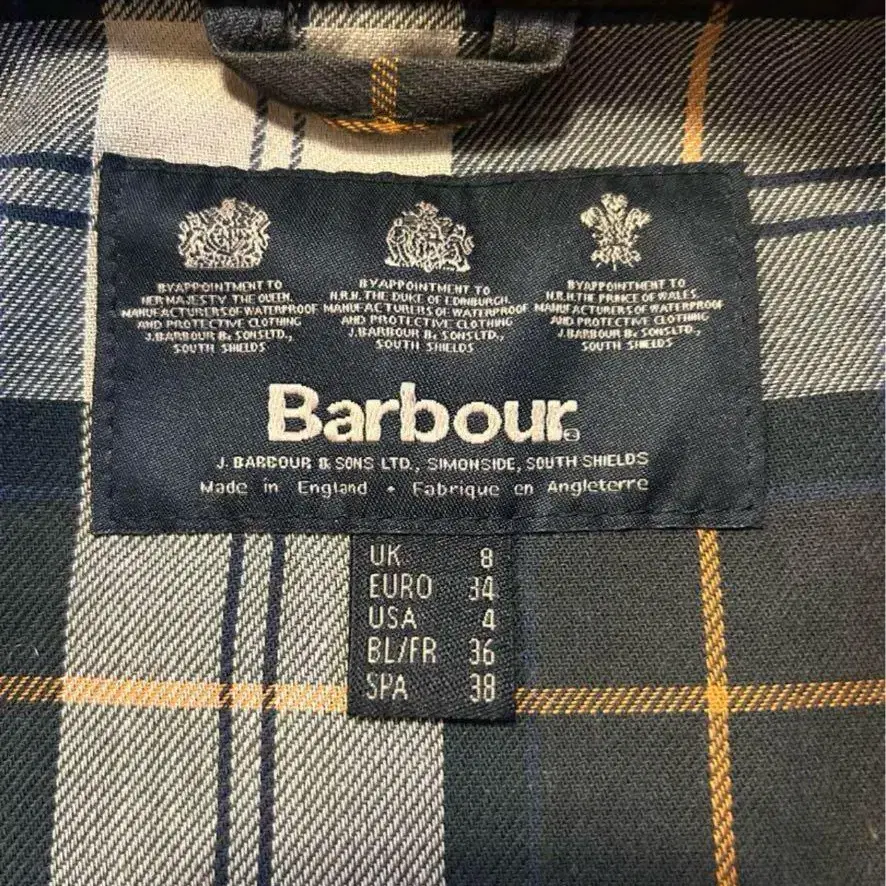 BY APPOINTMENT TO
HER MAJESTY THE QUEEN,
MANUFACTURERS OF WATERPROOF
AND PROTECTIVE CLOTHING
J. BARBOUR & SONS LTD.,
SOUTH SHIELDS
BY APPOINTMENT TO
H.R.H. THE DUKE OF EDINBURGH,
MANUFACTURERS OF WATERPROOF
AND PROTECTIVE CLOTHING
J. BARBOUR & SONS LTD.,
SOUTH SHIELDS
BY APPOINTMENT TO
H.R.H. THE PRINCE OF WALES,
MANUFACTURERS OF WATERPROOF
AND PROTECTIVE CLOTHING
J. BARBOUR & SONS LTD.,
SOUTH SHIELDS
Barbour®
J. BARBOUR & SONS LTD., SIMONSIDE, SOUTH SHIELDS
Made in England • Fabrique en Angleterre
UK 8
EURO 34
USA 4
BL/FR 36
SPA 38